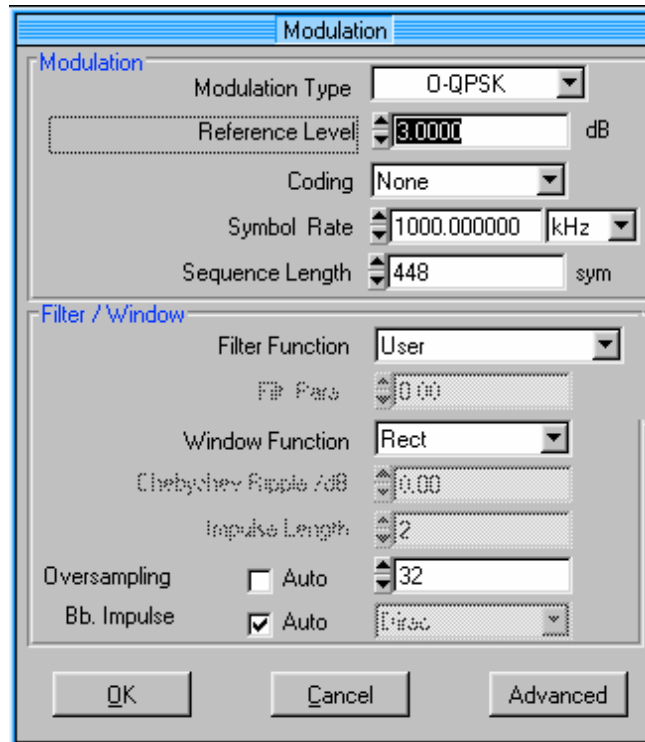 Modulation
Modulation
Modulation Type O-QPSK
Reference Level 3.0000 dB
Coding None
Symbol Rate 1000.000000 kHz
Sequence Length 448 sym
Filter / Window
Filter Function User
Filt. Para 0.00
Window Function Rect
Chebychev Ripple /dB 0.00
Impulse Length 2
Oversampling Auto 32
Bb. Impulse Auto Dirac
OK Cancel Advanced